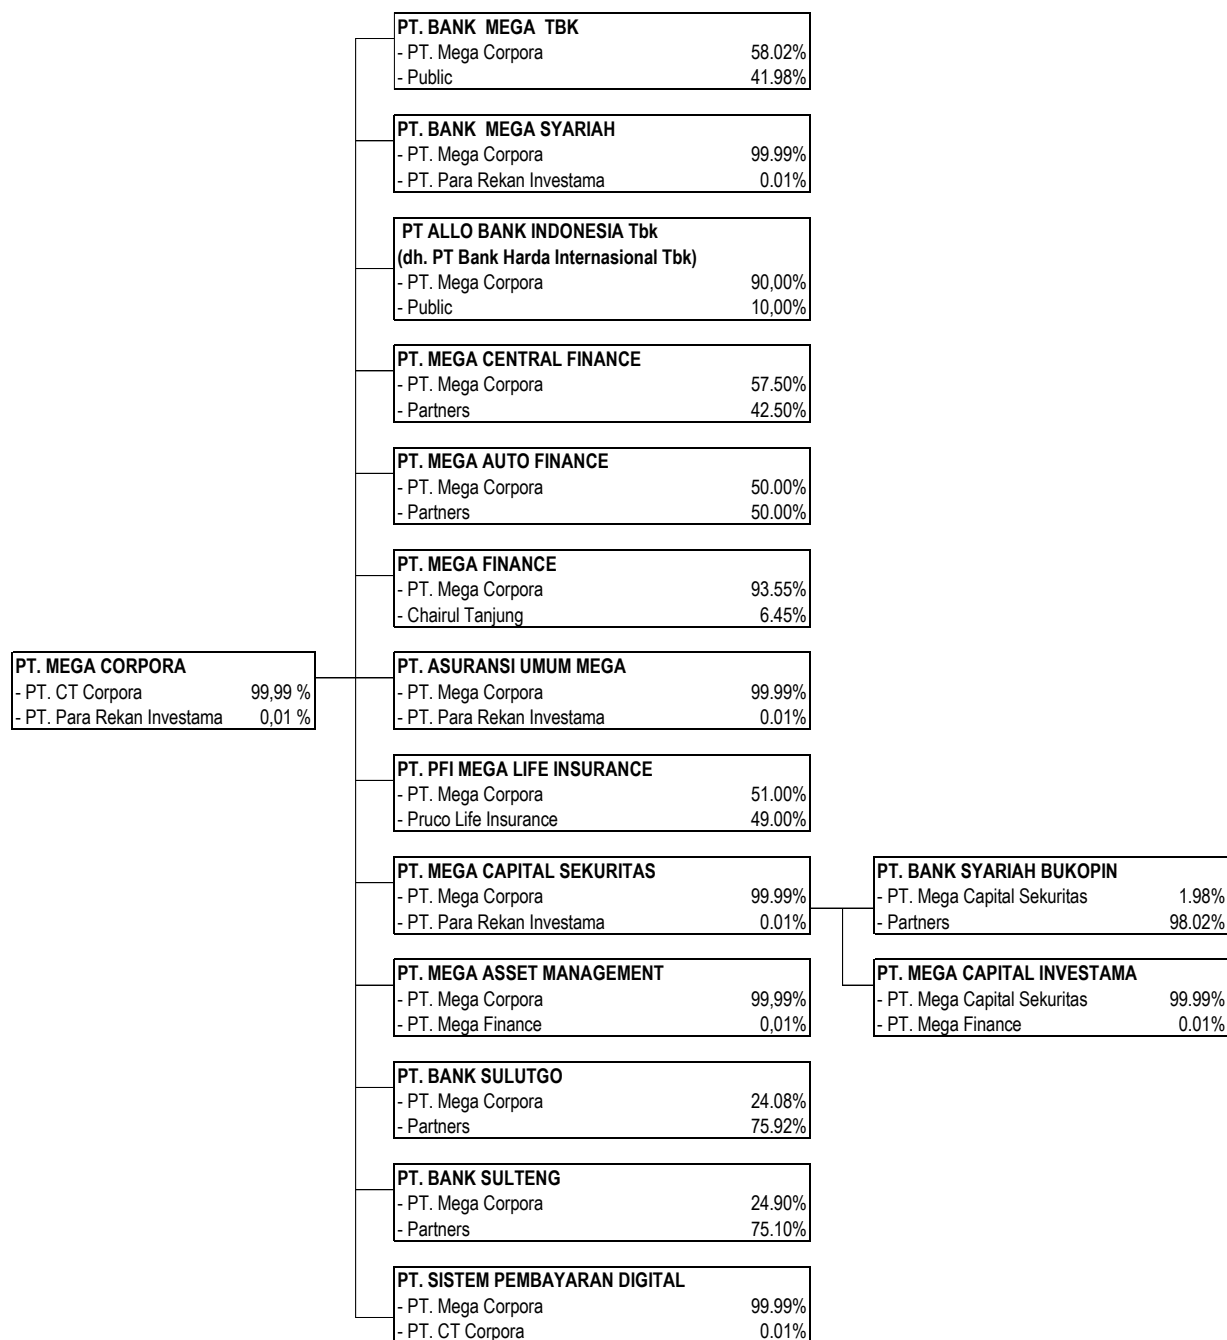 PT. BANK MEGA TBK
- PT. Mega Corpora 58.02%
- Public 41.98%
PT. BANK MEGA SYARIAH
- PT. Mega Corpora 99.99%
- PT. Para Rekan Investama 0.01%
PT ALLO BANK INDONESIA Tbk
(dh. PT Bank Harda Internasional Tbk)
- PT. Mega Corpora 90,00%
- Public 10,00%
PT. MEGA CENTRAL FINANCE
- PT. Mega Corpora 57.50%
- Partners 42.50%
PT. MEGA AUTO FINANCE
- PT. Mega Corpora 50.00%
- Partners 50.00%
PT. MEGA FINANCE
- PT. Mega Corpora 93.55%
- Chairul Tanjung 6.45%
PT. MEGA CORPORA
- PT. CT Corpora 99,99 %
- PT. Para Rekan Investama 0,01 %
PT. ASURANSI UMUM MEGA
- PT. Mega Corpora 99.99%
- PT. Para Rekan Investama 0.01%
PT. PFI MEGA LIFE INSURANCE
- PT. Mega Corpora 51.00%
- Pruco Life Insurance 49.00%
PT. MEGA CAPITAL SEKURITAS
- PT. Mega Corpora 99.99%
- PT. Para Rekan Investama 0.01%
PT. BANK SYARIAH BUKOPIN
- PT. Mega Capital Sekuritas 1.98%
- Partners 98.02%
PT. MEGA ASSET MANAGEMENT
- PT. Mega Corpora 99,99%
- PT. Mega Finance 0,01%
PT. MEGA CAPITAL INVESTAMA
- PT. Mega Capital Sekuritas 99.99%
- PT. Mega Finance 0.01%
PT. BANK SULUTGO
- PT. Mega Corpora 24.08%
- Partners 75.92%
PT. BANK SULTENG
- PT. Mega Corpora 24.90%
- Partners 75.10%
PT. SISTEM PEMBAYARAN DIGITAL
- PT. Mega Corpora 99.99%
- PT. CT Corpora 0.01%